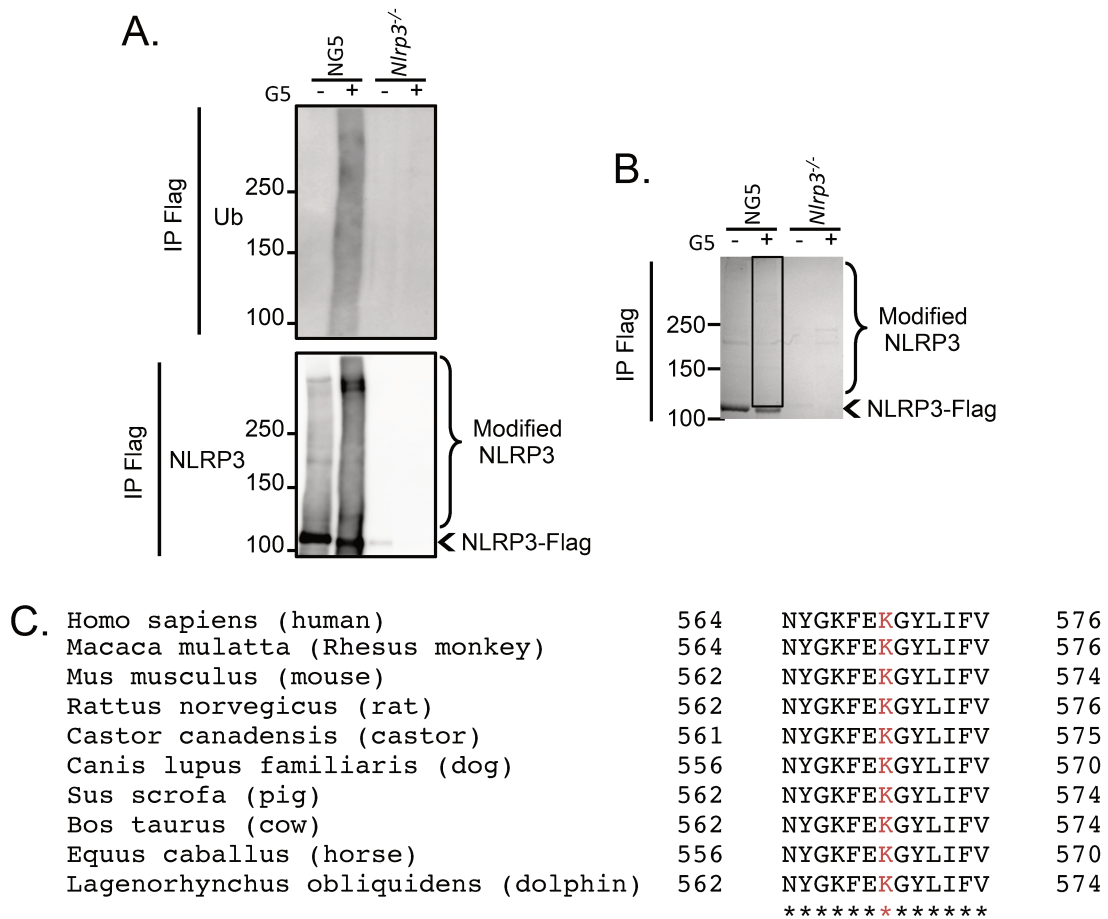 A.
NG5
Nlrp3-/-
G5 - + - +
IP Flag
Ub
250
150
100
IP Flag
NLRP3
250
150
100
Modified
NLRP3
NLRP3-Flag
B.
NG5
Nlrp3-/-
G5 - + - +
IP Flag
250
150
100
Modified
NLRP3
NLRP3-Flag
C.
Homo sapiens (human) 564 NYGKFEKGYLIFV 576
Macaca mulatta (Rhesus monkey) 564 NYGKFEKGYLIFV 576
Mus musculus (mouse) 562 NYGKFEKGYLIFV 574
Rattus norvegicus (rat) 562 NYGKFEKGYLIFV 576
Castor canadensis (castor) 561 NYGKFEKGYLIFV 575
Canis lupus familiaris (dog) 556 NYGKFEKGYLIFV 570
Sus scrofa (pig) 562 NYGKFEKGYLIFV 574
Bos taurus (cow) 562 NYGKFEKGYLIFV 574
Equus caballus (horse) 556 NYGKFEKGYLIFV 570
Lagenorhynchus obliquidens (dolphin) 562 NYGKFEKGYLIFV 574
*************